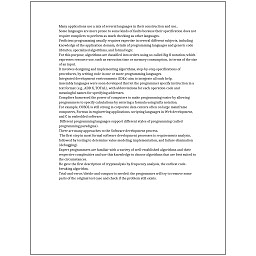 Many applications use a mix of several languages in their construction and use.
Some languages are more prone to some kinds of faults because their specification does not
require compilers to perform as much checking as other languages.
Proficient programming usually requires expertise in several different subjects, including
knowledge of the application domain, details of programming languages and generic code
libraries, specialized algorithms, and formal logic.
For this purpose, algorithms are classified into orders using so-called Big O notation, which
expresses resource use, such as execution time or memory consumption, in terms of the size
of an input.
It involves designing and implementing algorithms, step-by-step specifications of
procedures, by writing code in one or more programming languages.
Integrated development environments (IDEs) aim to integrate all such help.
Assembly languages were soon developed that let the programmer specify instruction in a
text format (e.g., ADD X, TOTAL), with abbreviations for each operation code and
meaningful names for specifying addresses.
Compilers harnessed the power of computers to make programming easier by allowing
programmers to specify calculations by entering a formula using infix notation.
For example, COBOL is still strong in corporate data centers often on large mainframe
computers, Fortran in engineering applications, scripting languages in Web development,
and C in embedded software.
Different programming languages support different styles of programming (called
programming paradigms).
There are many approaches to the Software development process.
The first step in most formal software development processes is requirements analysis,
followed by testing to determine value modeling, implementation, and failure elimination
(debugging).
Expert programmers are familiar with a variety of well-established algorithms and their
respective complexities and use this knowledge to choose algorithms that are best suited to
the circumstances.
He gave the first description of cryptanalysis by frequency analysis, the earliest code-
breaking algorithm.
Trial-and-error/divide-and-conquer is needed: the programmer will try to remove some
parts of the original test case and check if the problem still exists.